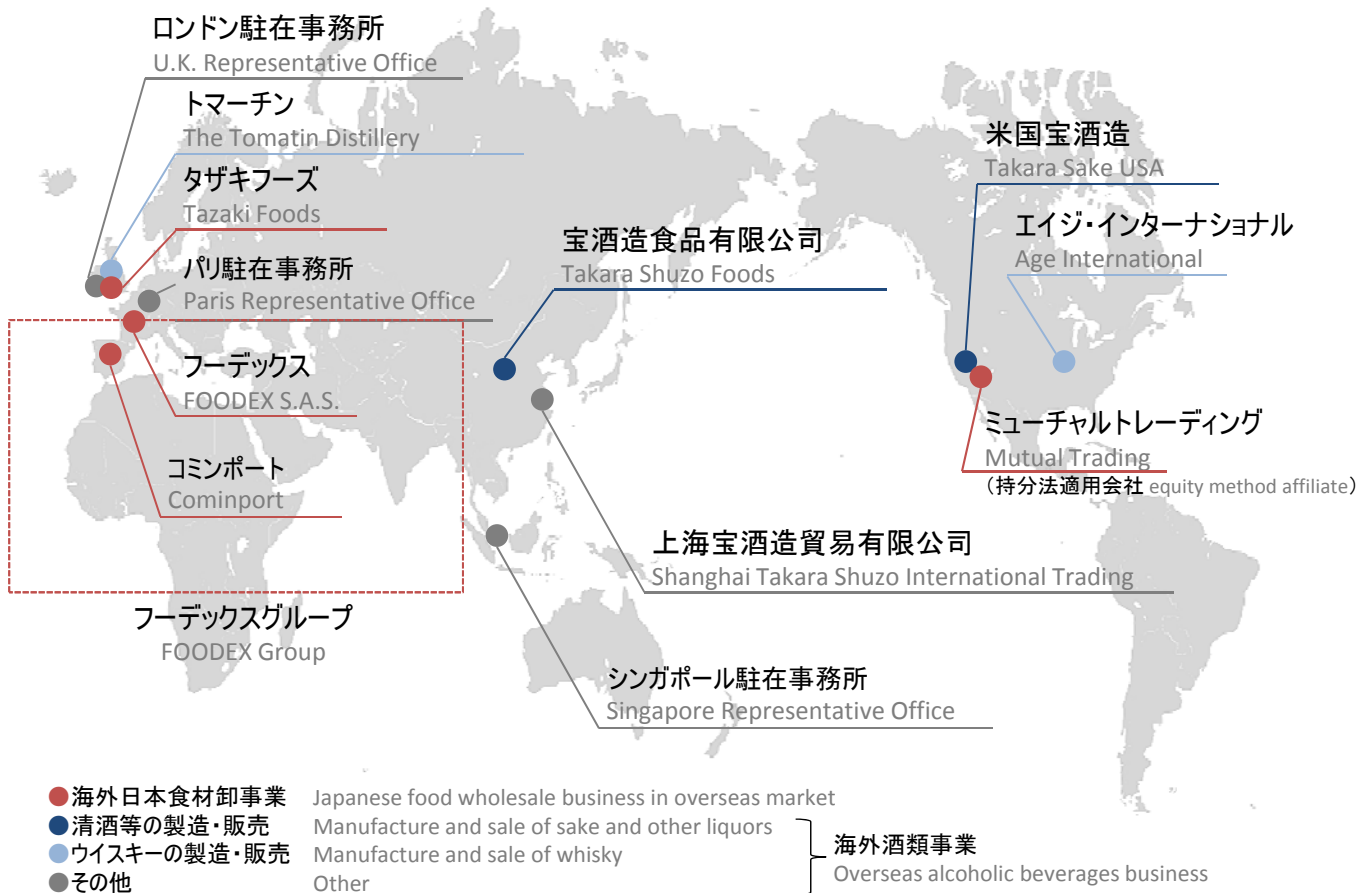 ロンドン駐在事務所
U.K. Representative Office
トマーチン
The Tomatin Distillery
タザキフーズ
Tazaki Foods
パリ駐在事務所
Paris Representative Office
フーデックス
FOODEX S.A.S.
コミンポート
Cominport
フーデックスグループ
FOODEX Group
宝酒造食品有限公司
Takara Shuzo Foods
上海宝酒造貿易有限公司
Shanghai Takara Shuzo International Trading
シンガポール駐在事務所
Singapore Representative Office
米国宝酒造
Takara Sake USA
エイジ・インターナショナル
Age International
ミューチャルトレーディング
Mutual Trading
（持分法適用会社 equity method affiliate）
●海外日本食材卸事業 Japanese food wholesale business in overseas market
●清酒等の製造・販売 Manufacture and sale of sake and other liquors
●ウイスキーの製造・販売 Manufacture and sale of whisky
●その他 Other
海外酒類事業
Overseas alcoholic beverages business